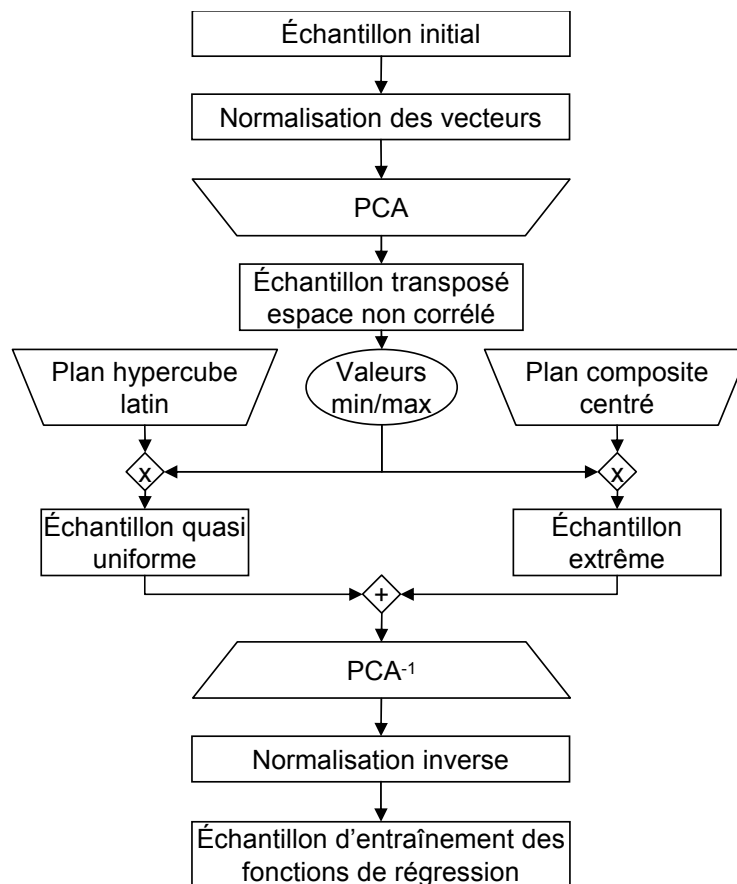 Échantillon initial
Normalisation des vecteurs
PCA
Échantillon transposé
espace non corrélé
Plan hypercube
latin
Valeurs
min/max
Plan composite
centré
x
x
Échantillon quasi
uniforme
Échantillon
extrême
+
PCA-1
Normalisation inverse
Échantillon d’entraînement des
fonctions de régression